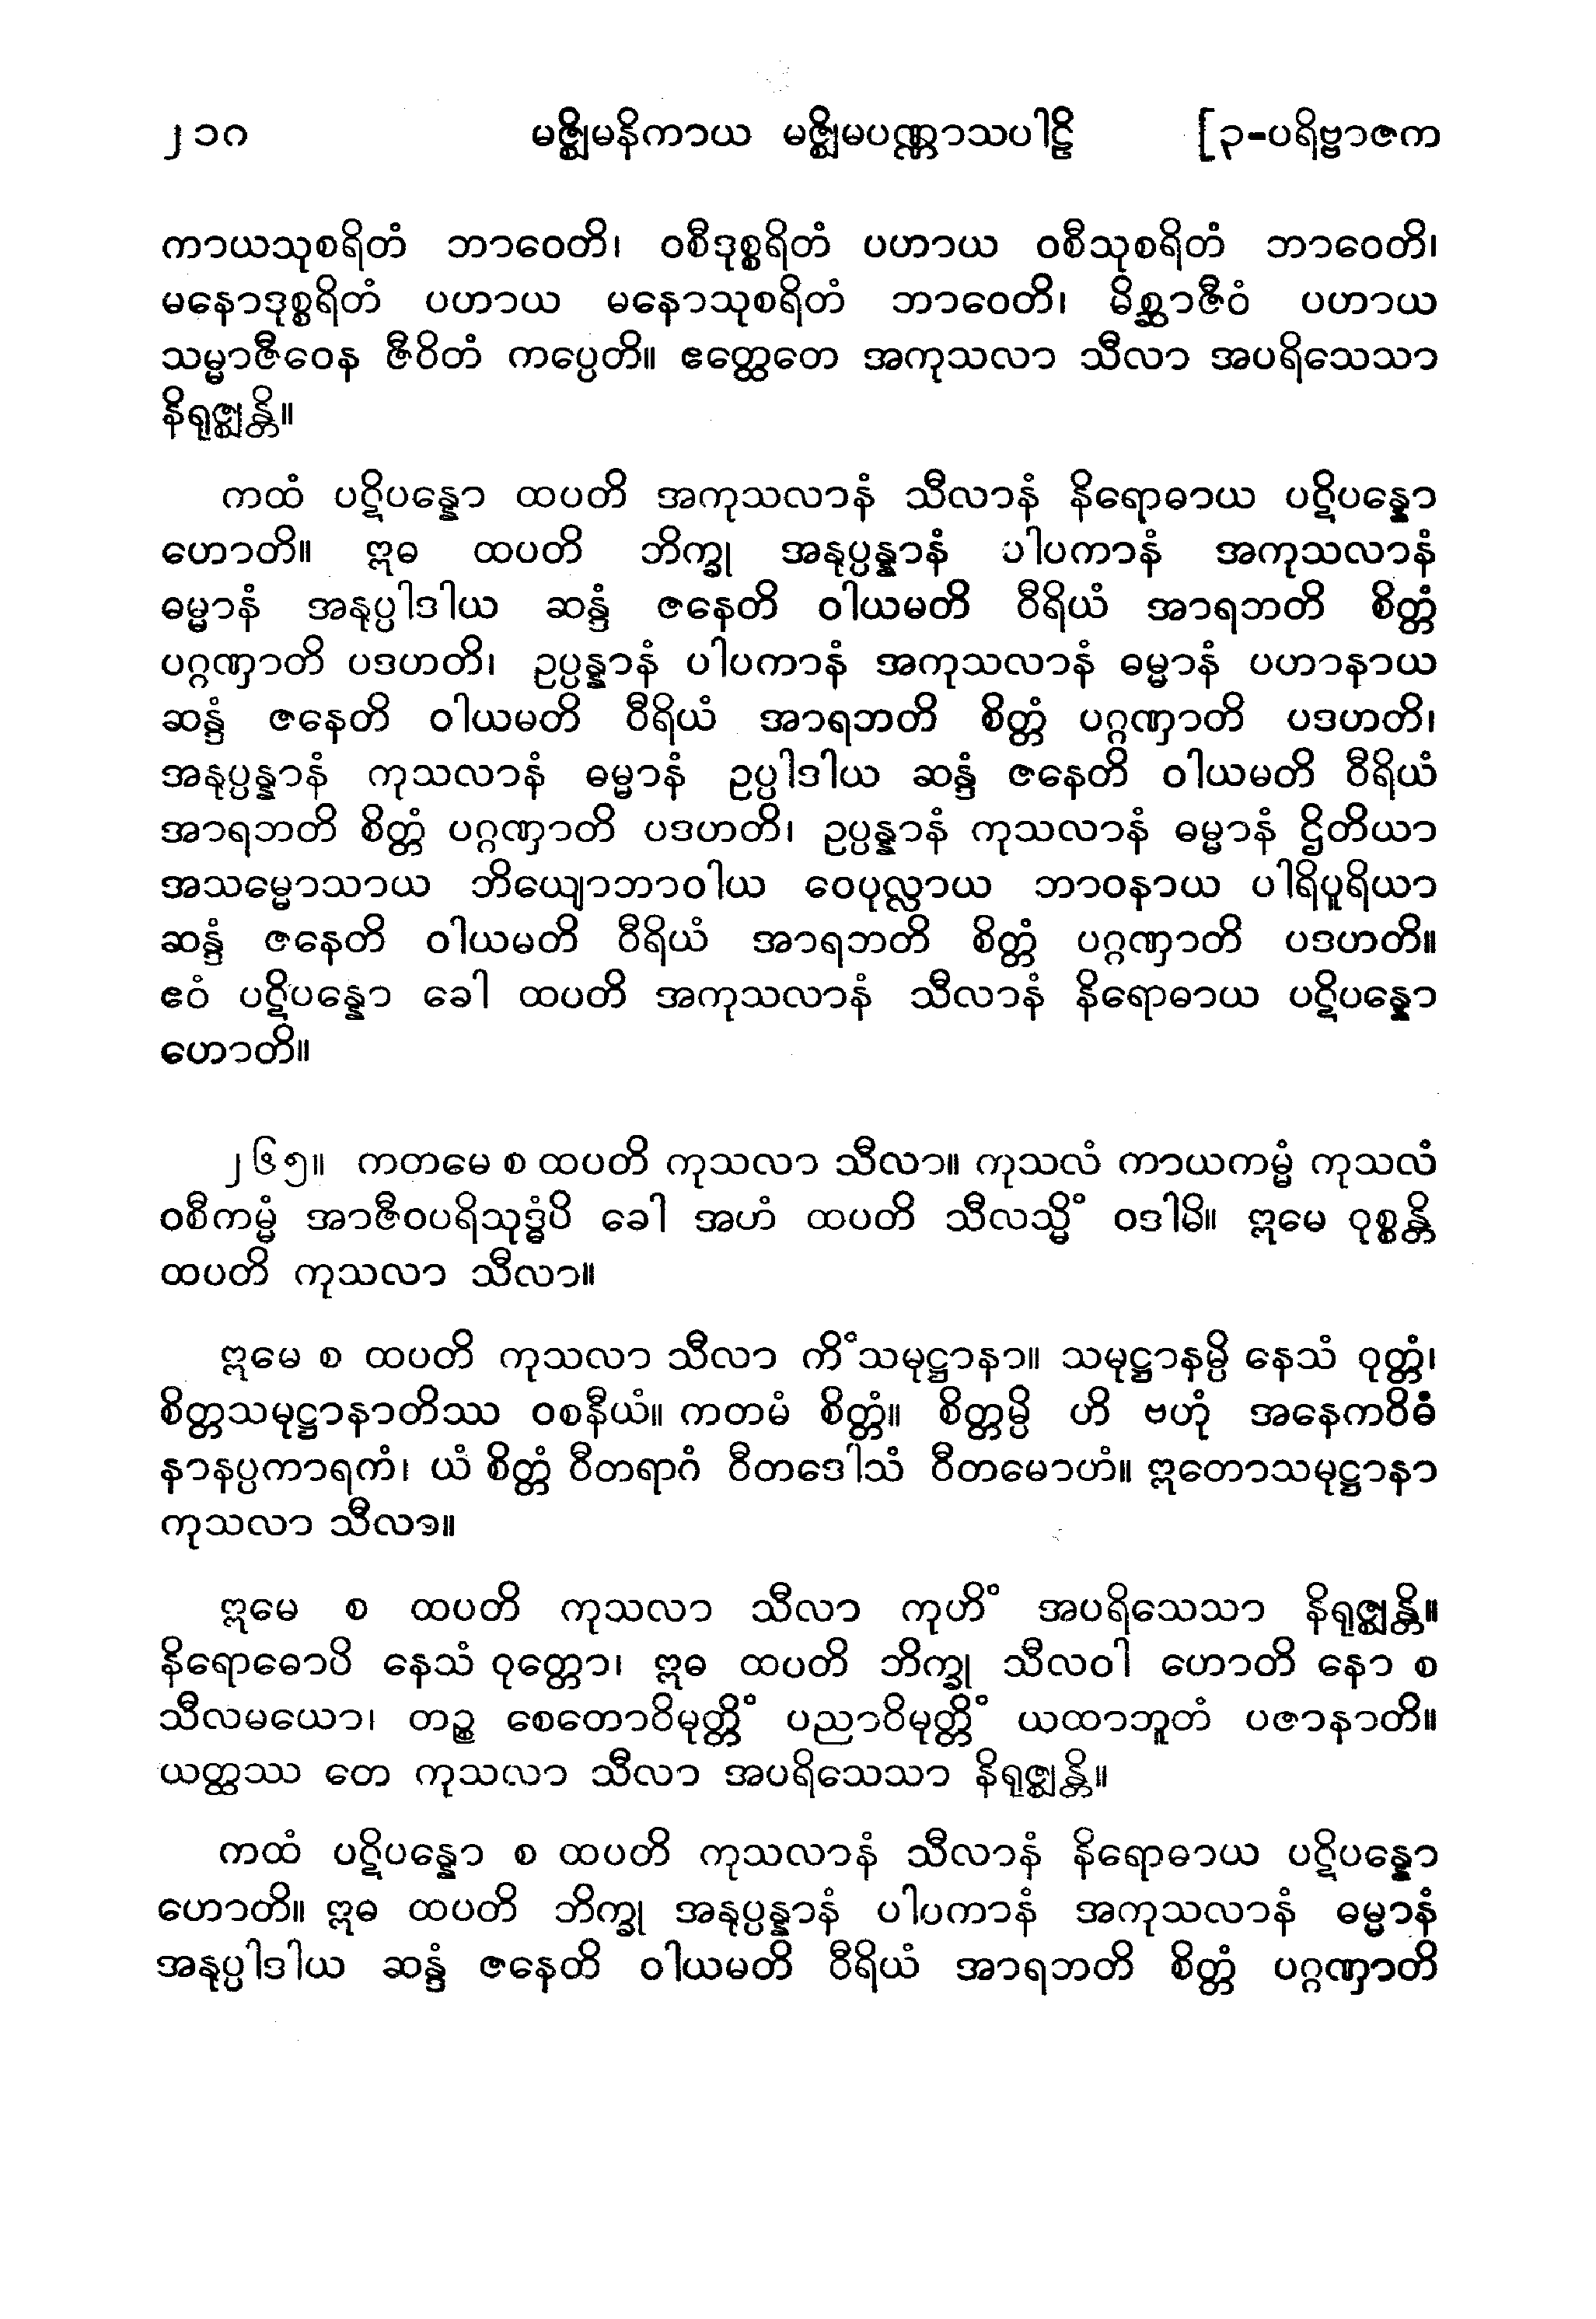 ၂၁၈ မဇ္ဈိမနိကာယ မဇ္ဈိမပဏ္ဏာသပါဠိ [၃-ပရိဗ္ဗာဇက
ကာယသုစရိတံ ဘာဝေတိ၊ ဝစီဒုစ္စရိတံ ပဟာယ ဝစီသုစရိတံ ဘာဝေတိ၊
မနောဒုစ္စရိတံ ပဟာယ မနောသုစရိတံ ဘာဝေတိ၊ မိစ္ဆာဇီဝံ ပဟာယ
သမ္မာဇီဝေန ဇီဝိတံ ကပ္ပေတိ။ ဧတ္ထေတေ အကုသလာ သီလာ အပရိသေသာ
နိရုဇ္ဈန္တိ။
ကထံ ပဋိပန္နော ထပတိ အကုသလာနံ သီလာနံ နိရောဓာယ ပဋိပန္နော
ဟောတိ။ ဣဓ ထပတိ ဘိက္ခု အနုပ္ပန္နာနံ ပါပကာနံ အကုသလာနံ
ဓမ္မာနံ အနုပ္ပါဒါယ ဆန္ဒံ ဇနေတိ ဝါယမတိ ဝီရိယံ အာရဘတိ စိတ္တံ
ပဂ္ဂဏှာတိ ပဒဟတိ၊ ဥပ္ပန္နာနံ ပါပကာနံ အကုသလာနံ ဓမ္မာနံ ပဟာနာယ
ဆန္ဒံ ဇနေတိ ဝါယမတိ ဝီရိယံ အာရဘတိ စိတ္တံ ပဂ္ဂဏှာတိ ပဒဟတိ၊
အနုပ္ပန္နာနံ ကုသလာနံ ဓမ္မာနံ ဥပ္ပါဒါယ ဆန္ဒံ ဇနေတိ ဝါယမတိ ဝီရိယံ
အာရဘတိ စိတ္တံ ပဂ္ဂဏှာတိ ပဒဟတိ၊ ဥပ္ပန္နာနံ ကုသလာနံ ဓမ္မာနံ ဌိတိယာ
အသမ္မောသာယ ဘိယျောဘာဝါယ ဝေပုလ္လာယ ဘာဝနာယ ပါရိပူရိယာ
ဆန္ဒံ ဇနေတိ ဝါယမတိ ဝီရိယံ အာရဘတိ စိတ္တံ ပဂ္ဂဏှာတိ ပဒဟတိ။
ဧဝံ ပဋိပန္နော ခေါ ထပတိ အကုသလာနံ သီလာနံ နိရောဓာယ ပဋိပန္နော
ဟောတိ။
၂၆၅။ ကတမေ စ ထပတိ ကုသလာ သီလာ။ ကုသလံ ကာယကမ္မံ ကုသလံ
ဝစီကမ္မံ အာဇီဝပရိသုဒ္ဓံပိ ခေါ အဟံ ထပတိ သီလသ္မိံ ဝဒါမိ။ ဣမေ ဝုစ္စန္တိ
ထပတိ ကုသလာ သီလာ။
ဣမေ စ ထပတိ ကုသလာ သီလာ ကိံသမုဋ္ဌာနာ။ သမုဋ္ဌာနမ္ပိ နေသံ ဝုတ္တံ၊
စိတ္တသမုဋ္ဌာနာတိဿ ဝစနီယံ။ ကတမံ စိတ္တံ။ စိတ္တမ္ပိ ဟိ ဗဟုံ အနေကဝိဓံ
နာနပ္ပကာရကံ၊ ယံ စိတ္တံ ဝီတရာဂံ ဝီတဒေါသံ ဝီတမောဟံ။ ဣတောသမုဋ္ဌာနာ
ကုသလာ သီလာ။
ဣမေ စ ထပတိ ကုသလာ သီလာ ကုဟိံ အပရိသေသာ နိရုဇ္ဈန္တိ။
နိရောဓောပိ နေသံ ဝုတ္တော၊ ဣဓ ထပတိ ဘိက္ခု သီလဝါ ဟောတိ နော စ
သီလမယော၊ တဉ္စ စေတောဝိမုတ္တိံ ပညာဝိမုတ္တိံ ယထာဘူတံ ပဇာနာတိ။
ယတ္ထဿ တေ ကုသလာ သီလာ အပရိသေသာ နိရုဇ္ဈန္တိ။
ကထံ ပဋိပန္နော စ ထပတိ ကုသလာနံ သီလာနံ နိရောဓာယ ပဋိပန္နော
ဟောတိ။ ဣဓ ထပတိ ဘိက္ခု အနုပ္ပန္နာနံ ပါပကာနံ အကုသလာနံ ဓမ္မာနံ
အနုပ္ပါဒါယ ဆန္ဒံ ဇနေတိ ဝါယမတိ ဝီရိယံ အာရဘတိ စိတ္တံ ပဂ္ဂဏှာတိ